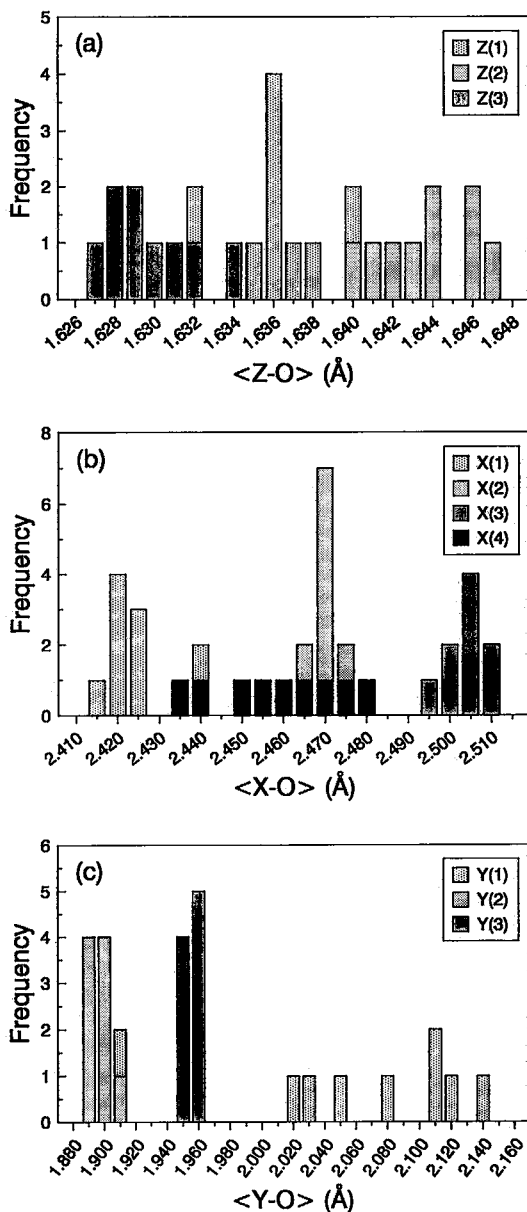 (a)
Z(1)
Z(2)
Z(3)
Frequency
5
4
3
2
1
0
1.626
1.628
1.630
1.632
1.634
1.636
1.638
1.640
1.642
1.644
1.646
1.648
<Z-O> (Å)
(b)
X(1)
X(2)
X(3)
X(4)
Frequency
8
6
4
2
0
2.410
2.420
2.430
2.440
2.450
2.460
2.470
2.480
2.490
2.500
2.510
<X-O> (Å)
(c)
Y(1)
Y(2)
Y(3)
Frequency
6
5
4
3
2
1
0
1.880
1.900
1.920
1.940
1.960
1.980
2.000
2.020
2.040
2.060
2.080
2.100
2.120
2.140
2.160
<Y-O> (Å)